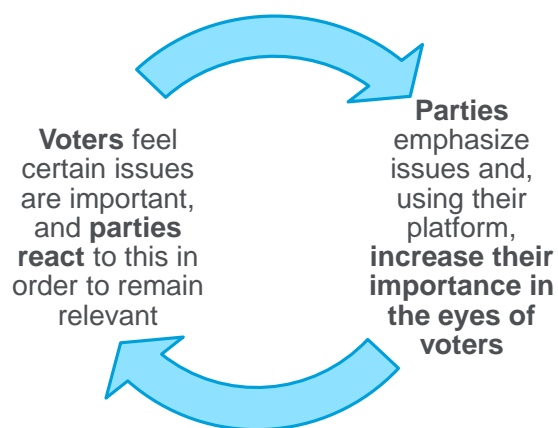 Voters feel
certain issues
are important,
and parties
react to this in
order to remain
relevant
Parties
emphasize
issues and,
using their
platform,
increase their
importance in
the eyes of
voters